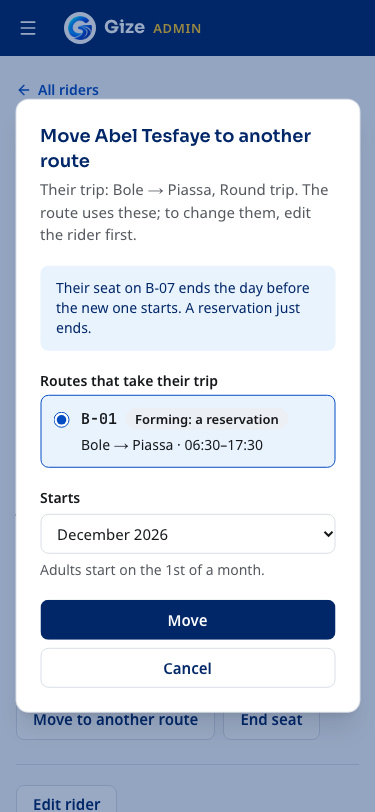 Gize ADMIN
← All riders
Move Abel Tesfaye to another
route
Their trip: Bole → Piassa, Round trip. The
route uses these; to change them, edit
the rider first.
Their seat on B-07 ends the day before
the new one starts. A reservation just
ends.
Routes that take their trip
B-01 Forming: a reservation
Bole → Piassa · 06:30–17:30
Starts
December 2026
Adults start on the 1st of a month.
Move
Cancel
Move to another route End seat
Edit rider